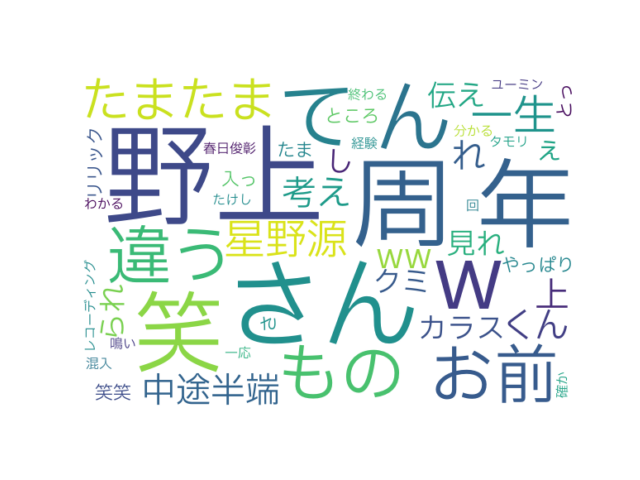 たまたま
てん
終わる
ところ
伝え
ユーミン
とっ
一生
分かる
タモリ
リリック
野上
春日俊彰
たま
経験
し
れ
え
わかる
入っ
たけし
考え
周年
回
違う
星野源
ww
見れ
やっぱり
レコーディング
られ
笑
さん
w
クミ
上
カラス
くん
鳴い
混入
一応
もの
お前
笑笑
中途半端
確か